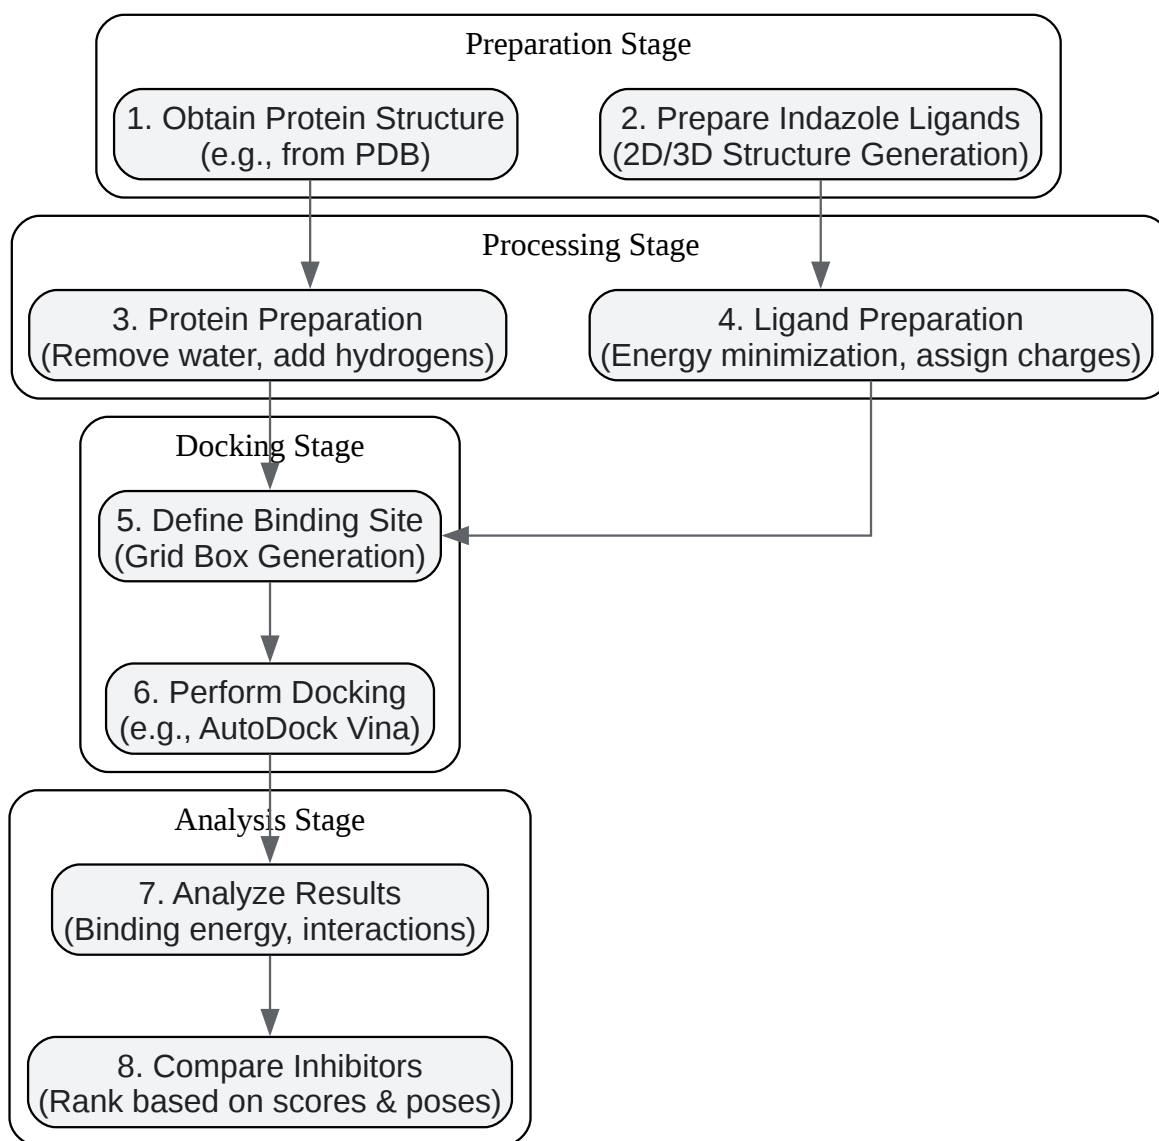 Preparation Stage
1. Obtain Protein Structure
(e.g., from PDB)
2. Prepare Indazole Ligands
(2D/3D Structure Generation)
Processing Stage
3. Protein Preparation
(Remove water, add hydrogens)
4. Ligand Preparation
(Energy minimization, assign charges)
Docking Stage
5. Define Binding Site
(Grid Box Generation)
6. Perform Docking
(e.g., AutoDock Vina)
Analysis Stage
7. Analyze Results
(Binding energy, interactions)
8. Compare Inhibitors
(Rank based on scores & poses)